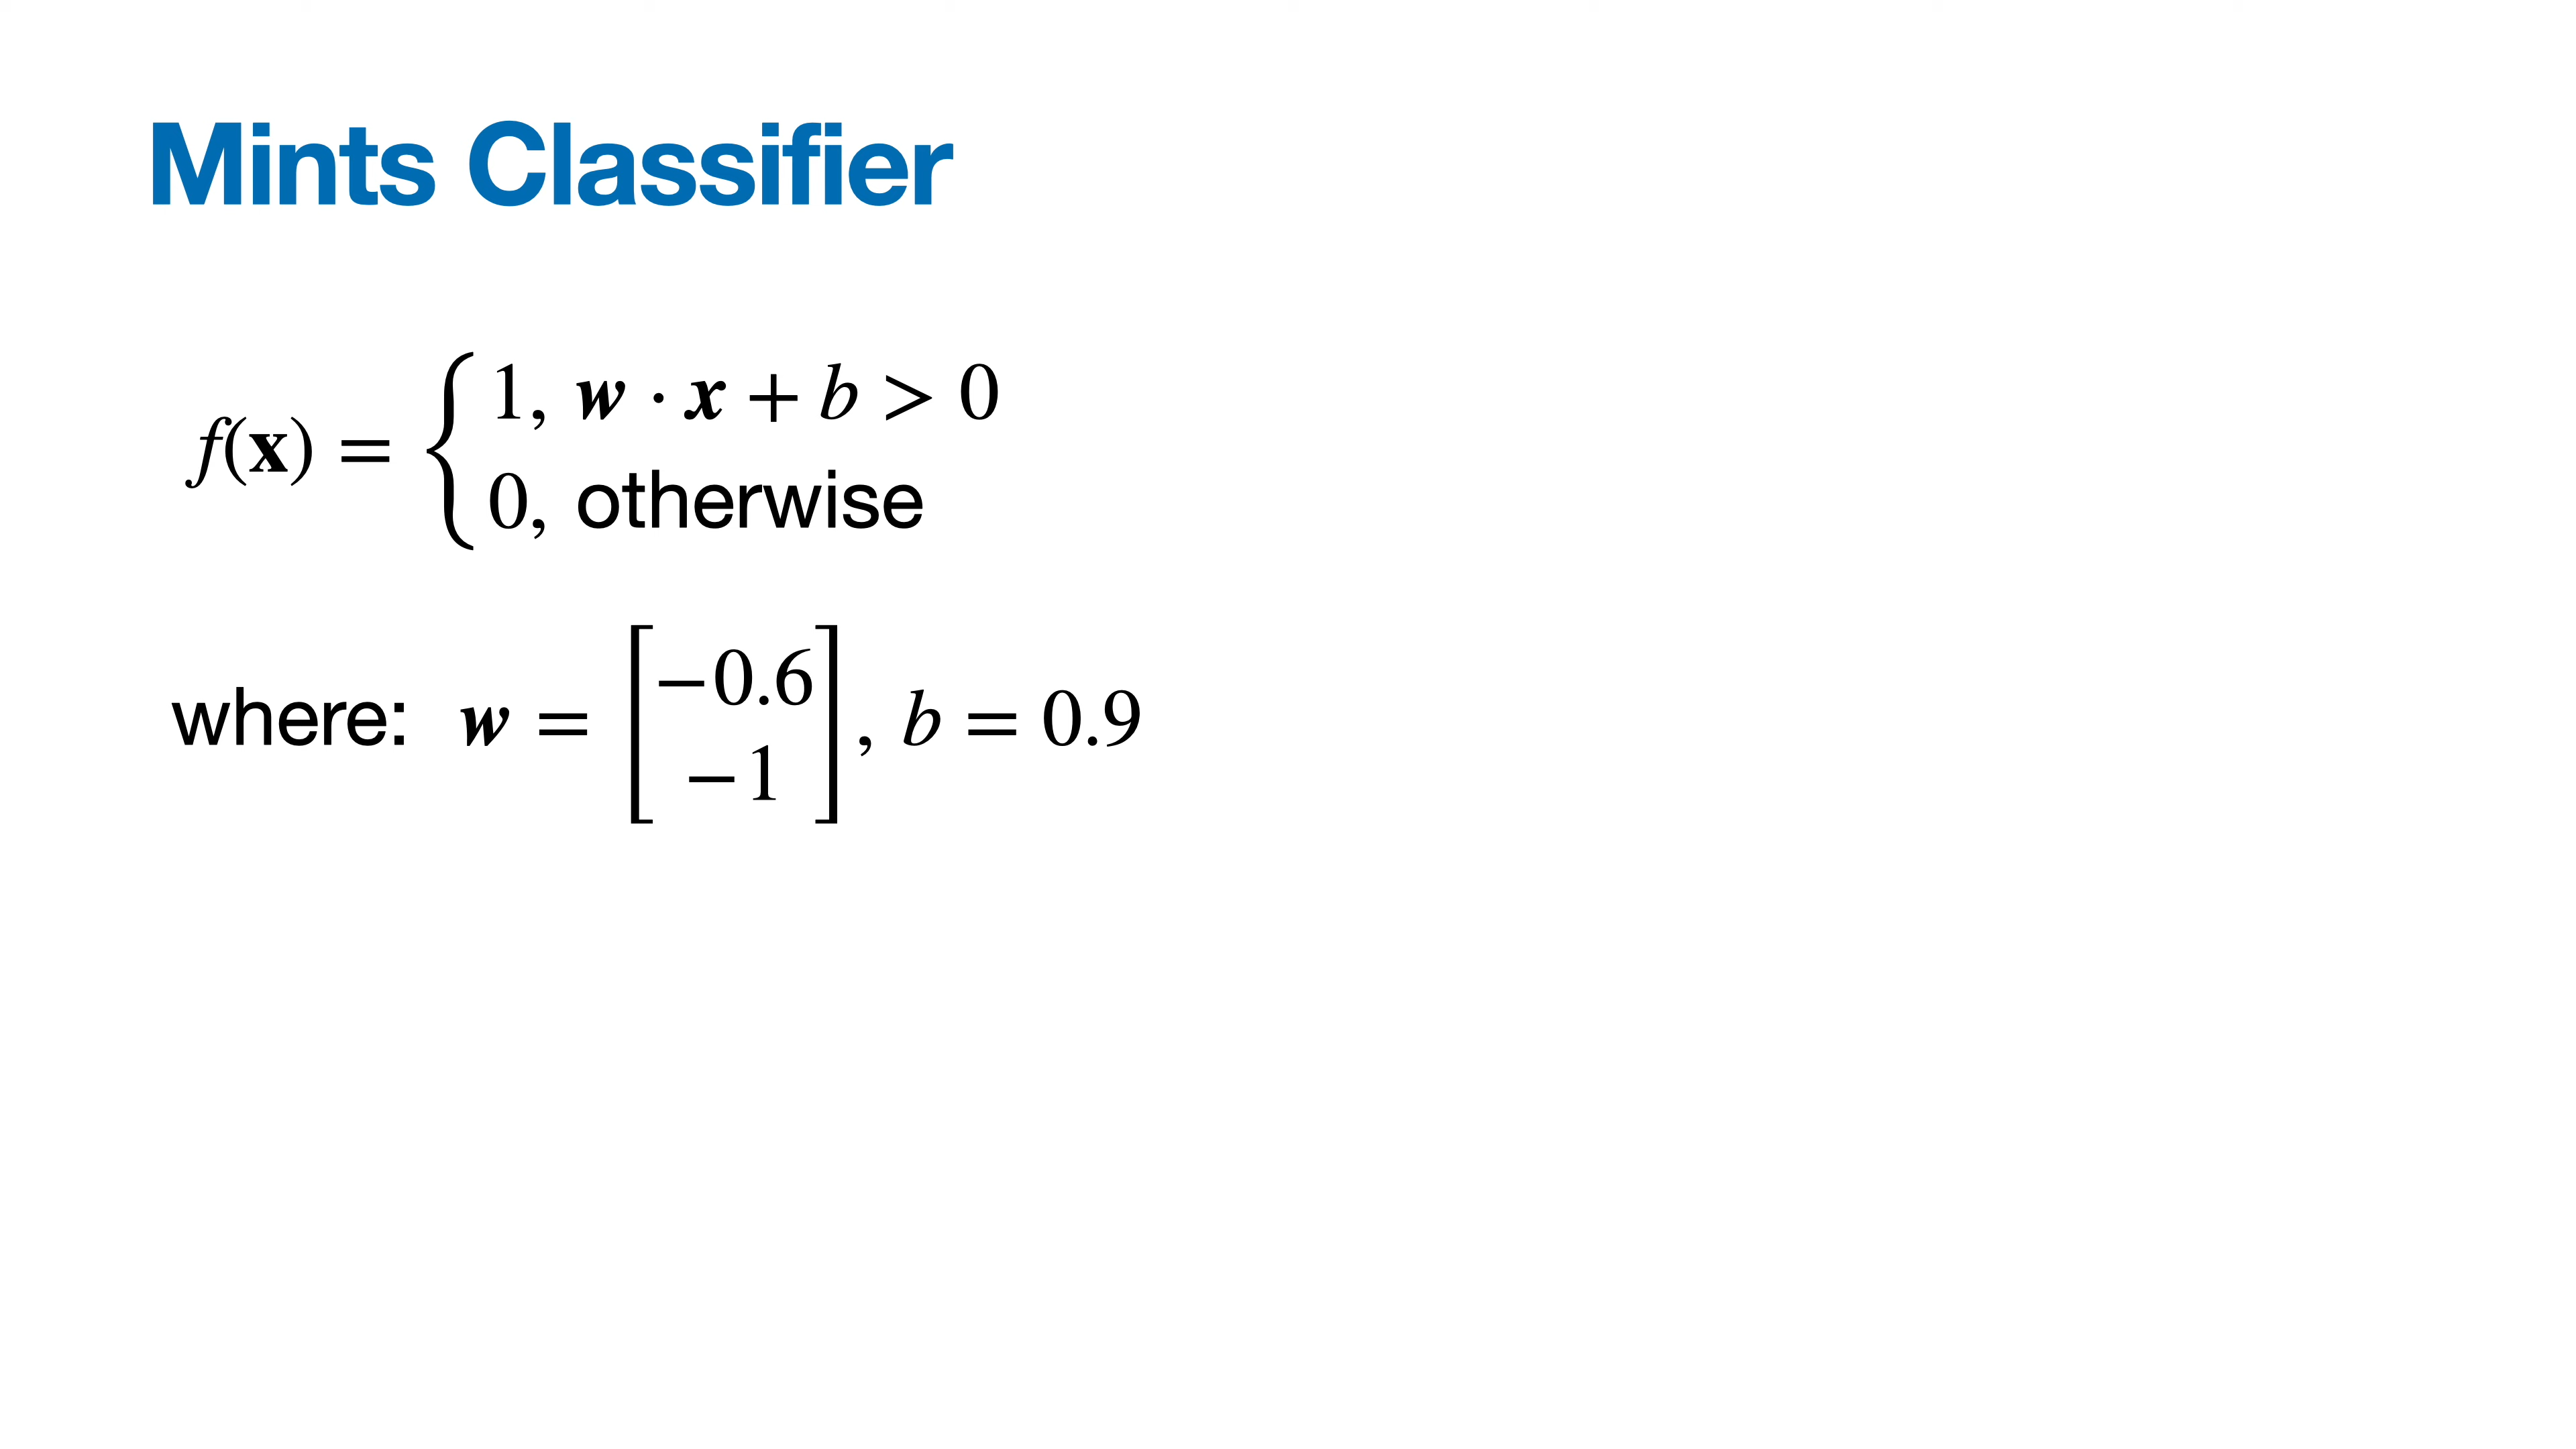 Mints Classifier
f(x) = { 1, w · x + b > 0
0, otherwise
where: w = [−0.6
−1], b = 0.9